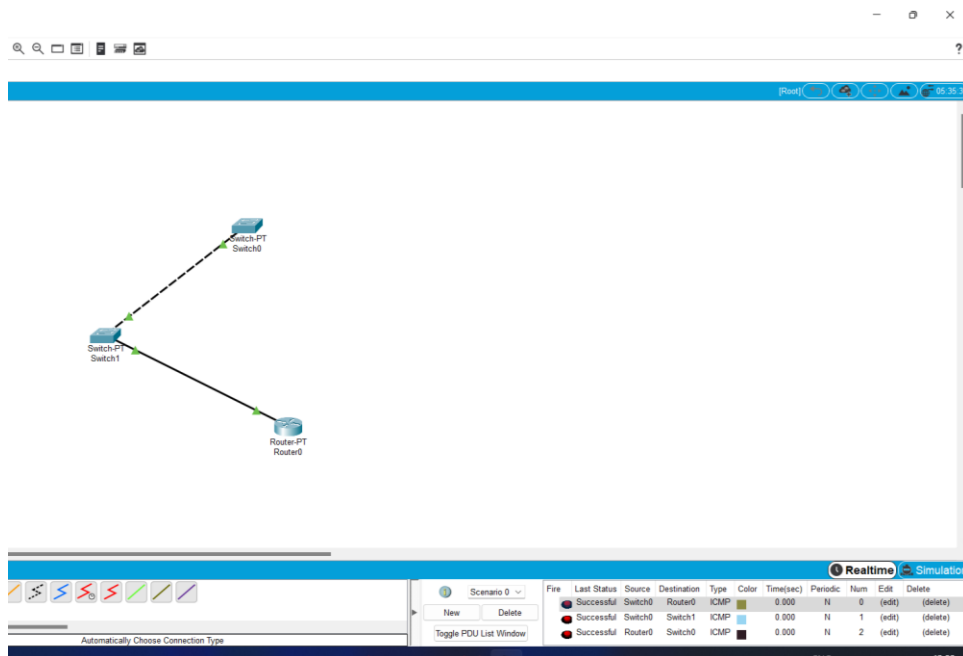 ?
[Root]
05:35:3
Switch-PT
Switch0
Switch-PT
Switch1
Router-PT
Router0
Realtime
Simulation
Scenario 0
New Delete
Toggle PDU List Window
Fire Last Status Source Destination Type Color Time(sec) Periodic Num Edit Delete
Successful Switch0 Router0 ICMP 0.000 N 0 (edit) (delete)
Successful Switch0 Switch1 ICMP 0.000 N 1 (edit) (delete)
Successful Router0 Switch0 ICMP 0.000 N 2 (edit) (delete)
Automatically Choose Connection Type